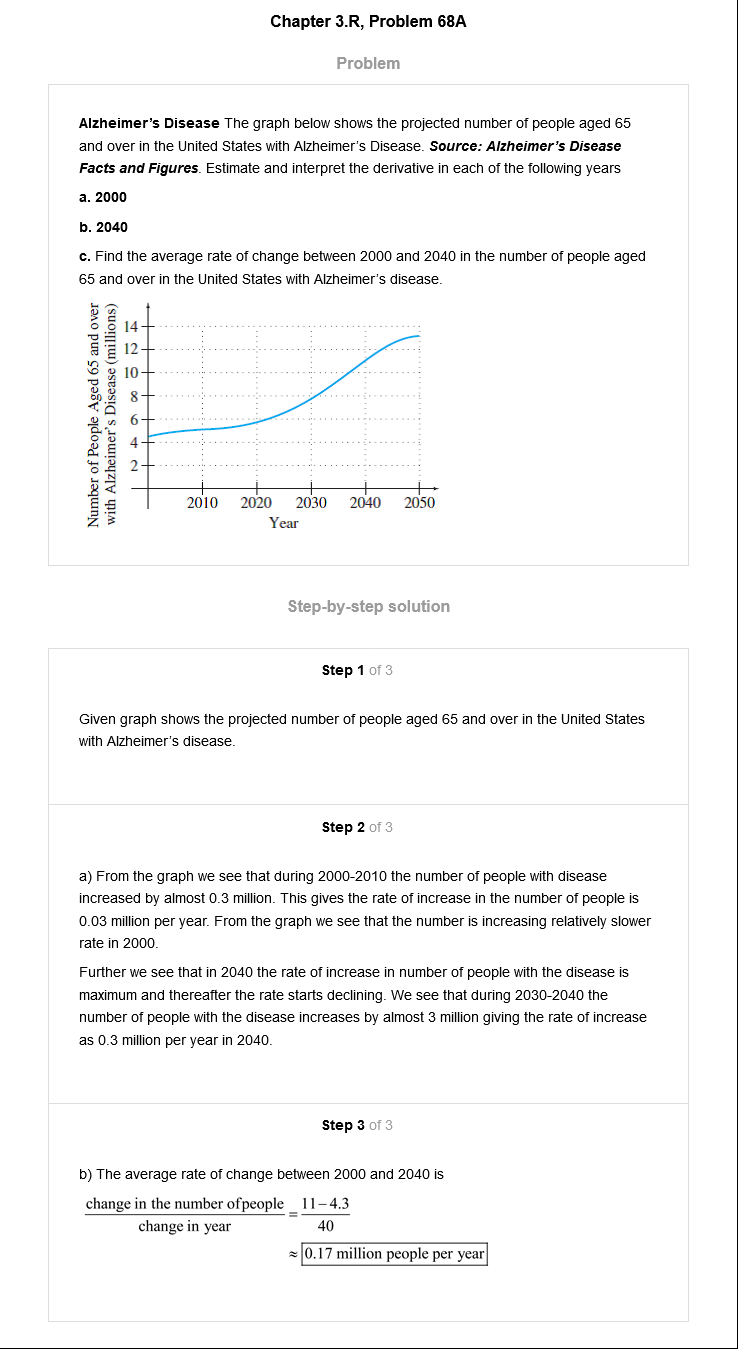 Chapter 3.R, Problem 68A
Problem
Alzheimer's Disease The graph below shows the projected number of people aged 65
and over in the United States with Alzheimer's Disease. Source: Alzheimer's Disease
Facts and Figures. Estimate and interpret the derivative in each of the following years
a. 2000
b. 2040
c. Find the average rate of change between 2000 and 2040 in the number of people aged
65 and over in the United States with Alzheimer's disease.
Number of People Aged 65 and over
with Alzheimer's Disease (millions)
14
12
10
8
6
4
2
2010 2020 2030 2040 2050
Year
Step-by-step solution
Step 1 of 3
Given graph shows the projected number of people aged 65 and over in the United States
with Alzheimer's disease.
Step 2 of 3
a) From the graph we see that during 2000-2010 the number of people with disease
increased by almost 0.3 million. This gives the rate of increase in the number of people is
0.03 million per year. From the graph we see that the number is increasing relatively slower
rate in 2000.
Further we see that in 2040 the rate of increase in number of people with the disease is
maximum and thereafter the rate starts declining. We see that during 2030-2040 the
number of people with the disease increases by almost 3 million giving the rate of increase
as 0.3 million per year in 2040.
Step 3 of 3
b) The average rate of change between 2000 and 2040 is
change in the number of people = 11−4.3
change in year 40
≈ 0.17 million people per year